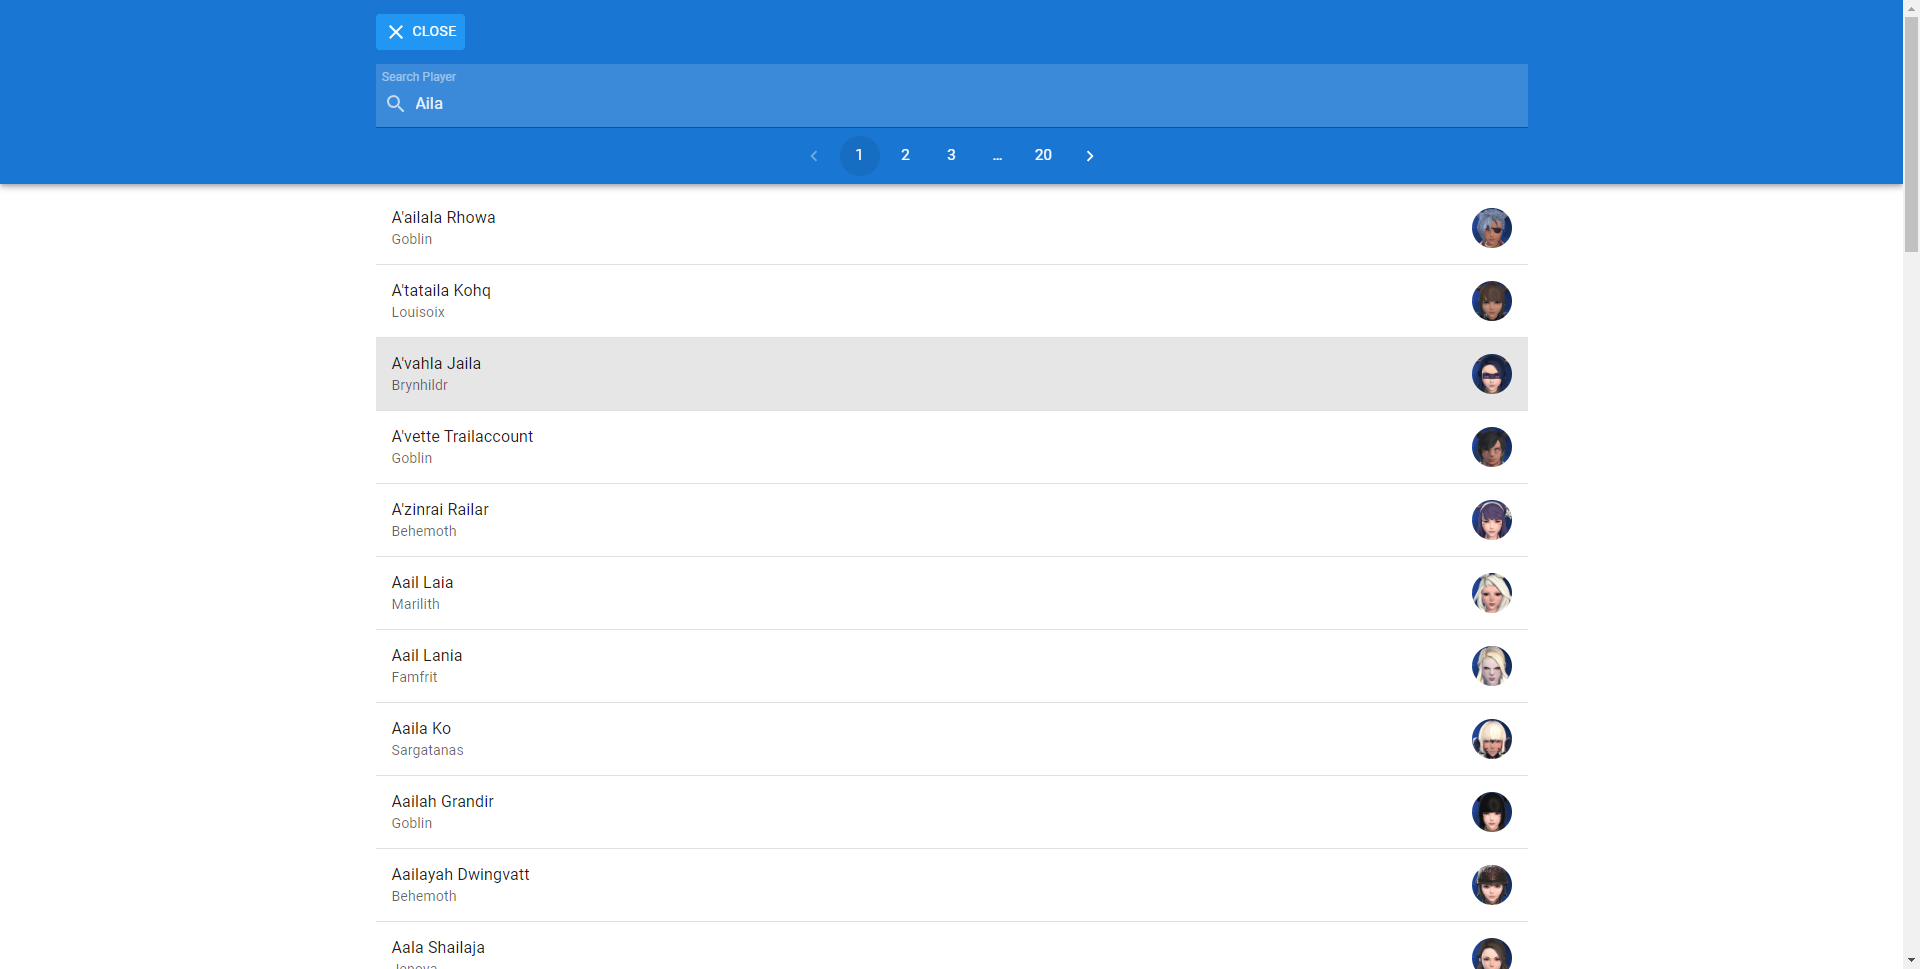 CLOSE
Search Player
Aila
1 2 3 ... 20
A'ailala Rhowa
Goblin
A'tataila Kohq
Louisoix
A'vahla Jaila
Brynhildr
A'vette Trailaccount
Goblin
A'zinrai Railar
Behemoth
Aail Laia
Marilith
Aail Lania
Famfrit
Aaila Ko
Sargatanas
Aailah Grandir
Goblin
Aailayah Dwingvatt
Behemoth
Aala Shailaja